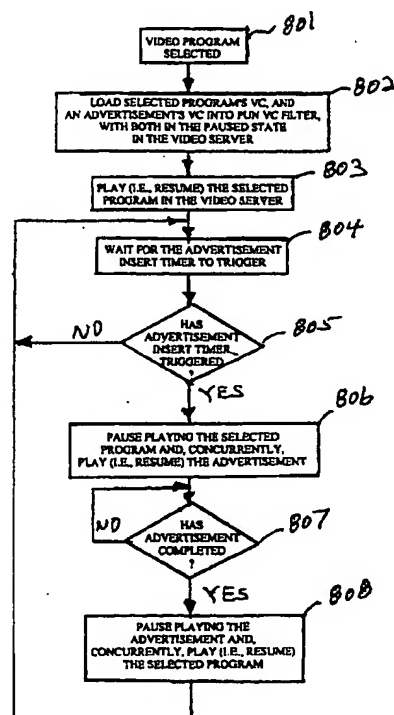 801
VIDEO PROGRAM
SELECTED
802
LOAD SELECTED PROGRAM'S VC, AND
AN ADVERTISEMENT'S VC INTO PUN VC FILTER,
WITH BOTH IN THE PAUSED STATE
IN THE VIDEO SERVER
803
PLAY (I.E., RESUME) THE SELECTED
PROGRAM IN THE VIDEO SERVER
804
WAIT FOR THE ADVERTISEMENT
INSERT TIMER TO TRIGGER
805
NO
HAS
ADVERTISEMENT
INSERT TIMER
TRIGGERED
?
YES
806
PAUSE PLAYING THE SELECTED
PROGRAM AND, CONCURRENTLY,
PLAY (I.E., RESUME) THE ADVERTISEMENT
NO
807
HAS
ADVERTISEMENT
COMPLETED
?
YES
808
PAUSE PLAYING THE
ADVERTISEMENT AND,
CONCURRENTLY, PLAY (I.E., RESUME)
THE SELECTED PROGRAM